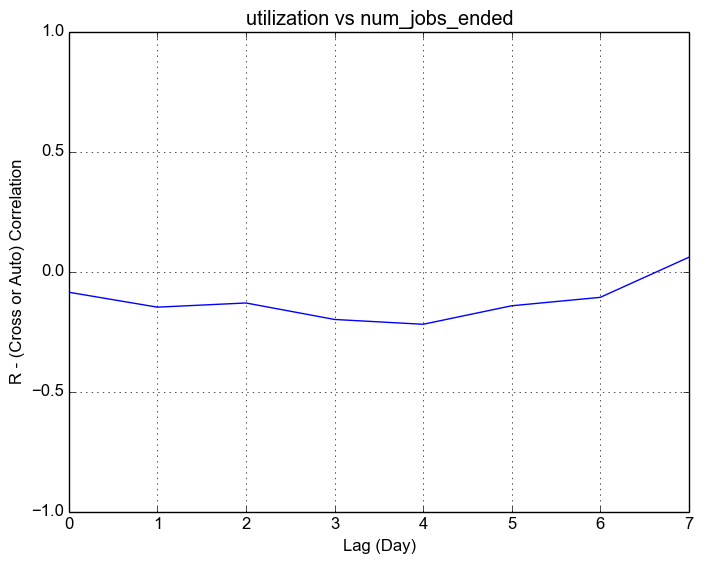 utilization vs num_jobs_ended
1.0
0.5
0.0
−0.5
−1.0
R - (Cross or Auto) Correlation
0 1 2 3 4 5 6 7
Lag (Day)